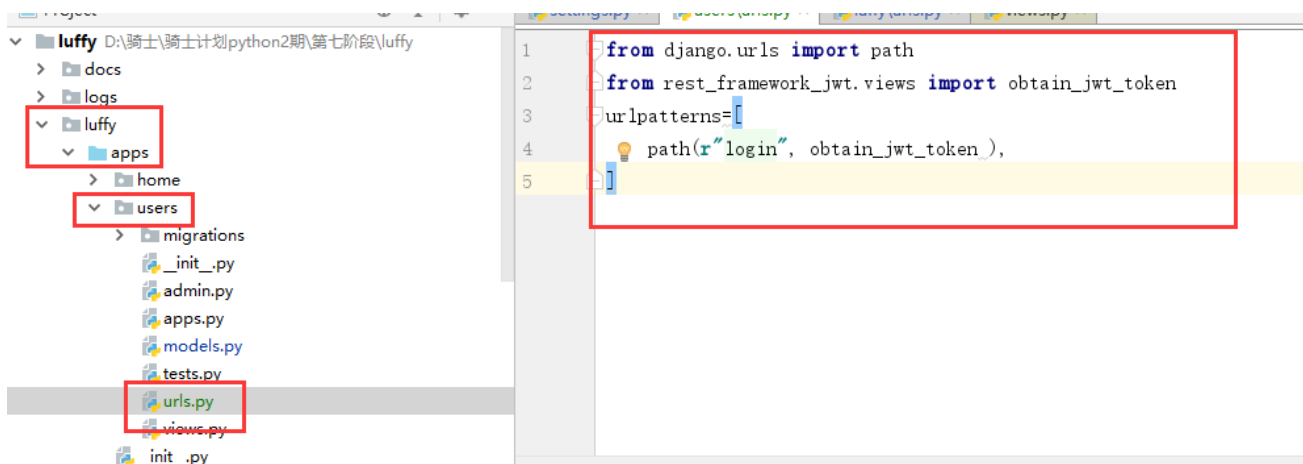 luffy D:\骑士\骑士计划python2期\第七阶段\luffy
docs
logs
luffy
apps
home
users
migrations
__init__.py
admin.py
apps.py
models.py
tests.py
urls.py
views.py
1 from django.urls import path
2 from rest_framework_jwt.views import obtain_jwt_token
3 urlpatterns=[
4 path(r"login", obtain_jwt_token ),
5 ]